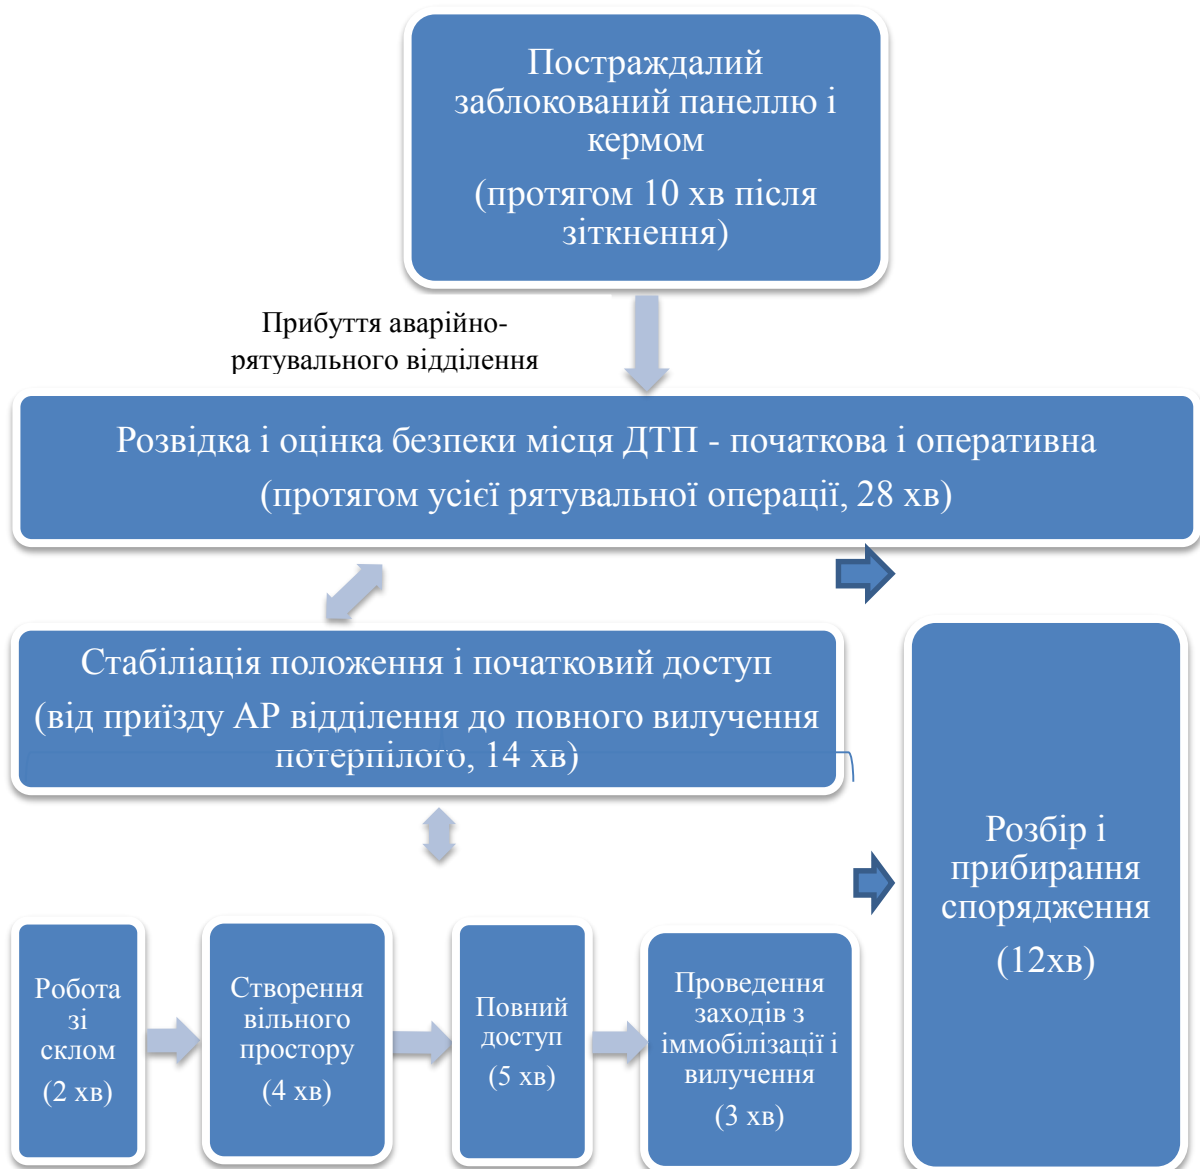 Постраждалий
заблокований панеллю і
кермом
(протягом 10 хв після
зіткнення)
Прибуття аварійно-
рятувального відділення
Розвідка і оцінка безпеки місця ДТП - початкова і оперативна
(протягом усієї рятувальної операції, 28 хв)
Стабіліація положення і початковий доступ
(від приїзду АР відділення до повного вилучення
потерпілого, 14 хв)
Робота
зі
склом
(2 хв)
Створення
вільного
простору
(4 хв)
Повний
доступ
(5 хв)
Проведення
заходів з
іммобілізації і
вилучення
(3 хв)
Розбір і
прибирання
спорядження
(12хв)